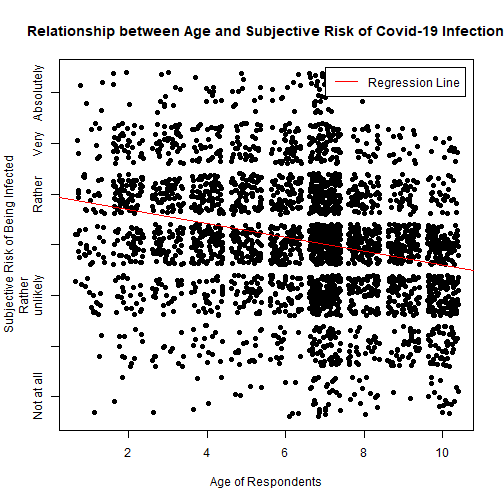 Relationship between Age and Subjective Risk of Covid-19 Infection
Regression Line
Absolutely
Very
Rather
Rather
unlikely
Not at all
Subjective Risk of Being Infected
2
4
6
8
10
Age of Respondents